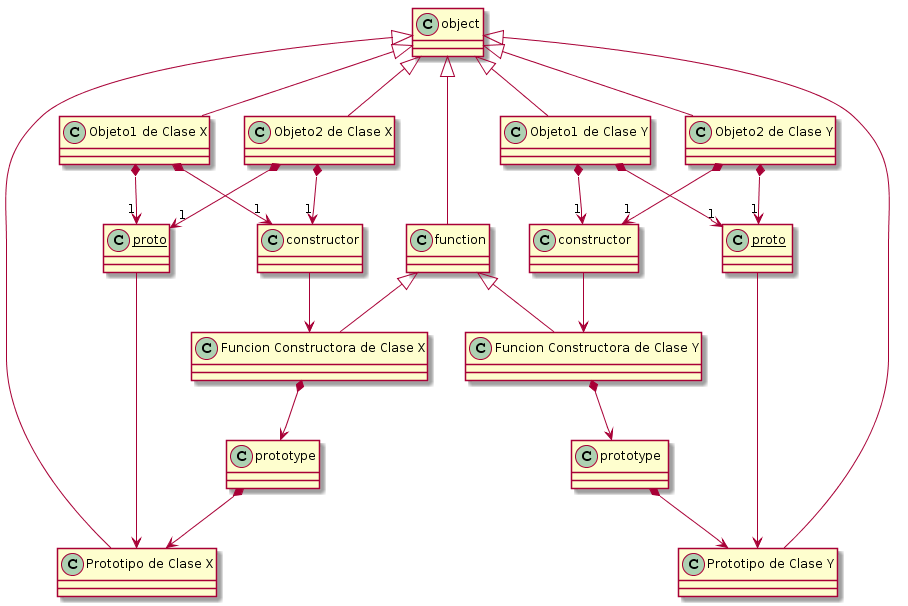 C object
C Objeto1 de Clase X
C Objeto2 de Clase X
C Objeto1 de Clase Y
C Objeto2 de Clase Y
1
1
1
1
1
1
1
1
C proto
C constructor
C function
C constructor
C proto
C Funcion Constructora de Clase X
C Funcion Constructora de Clase Y
C prototype
C prototype
C Prototipo de Clase X
C Prototipo de Clase Y